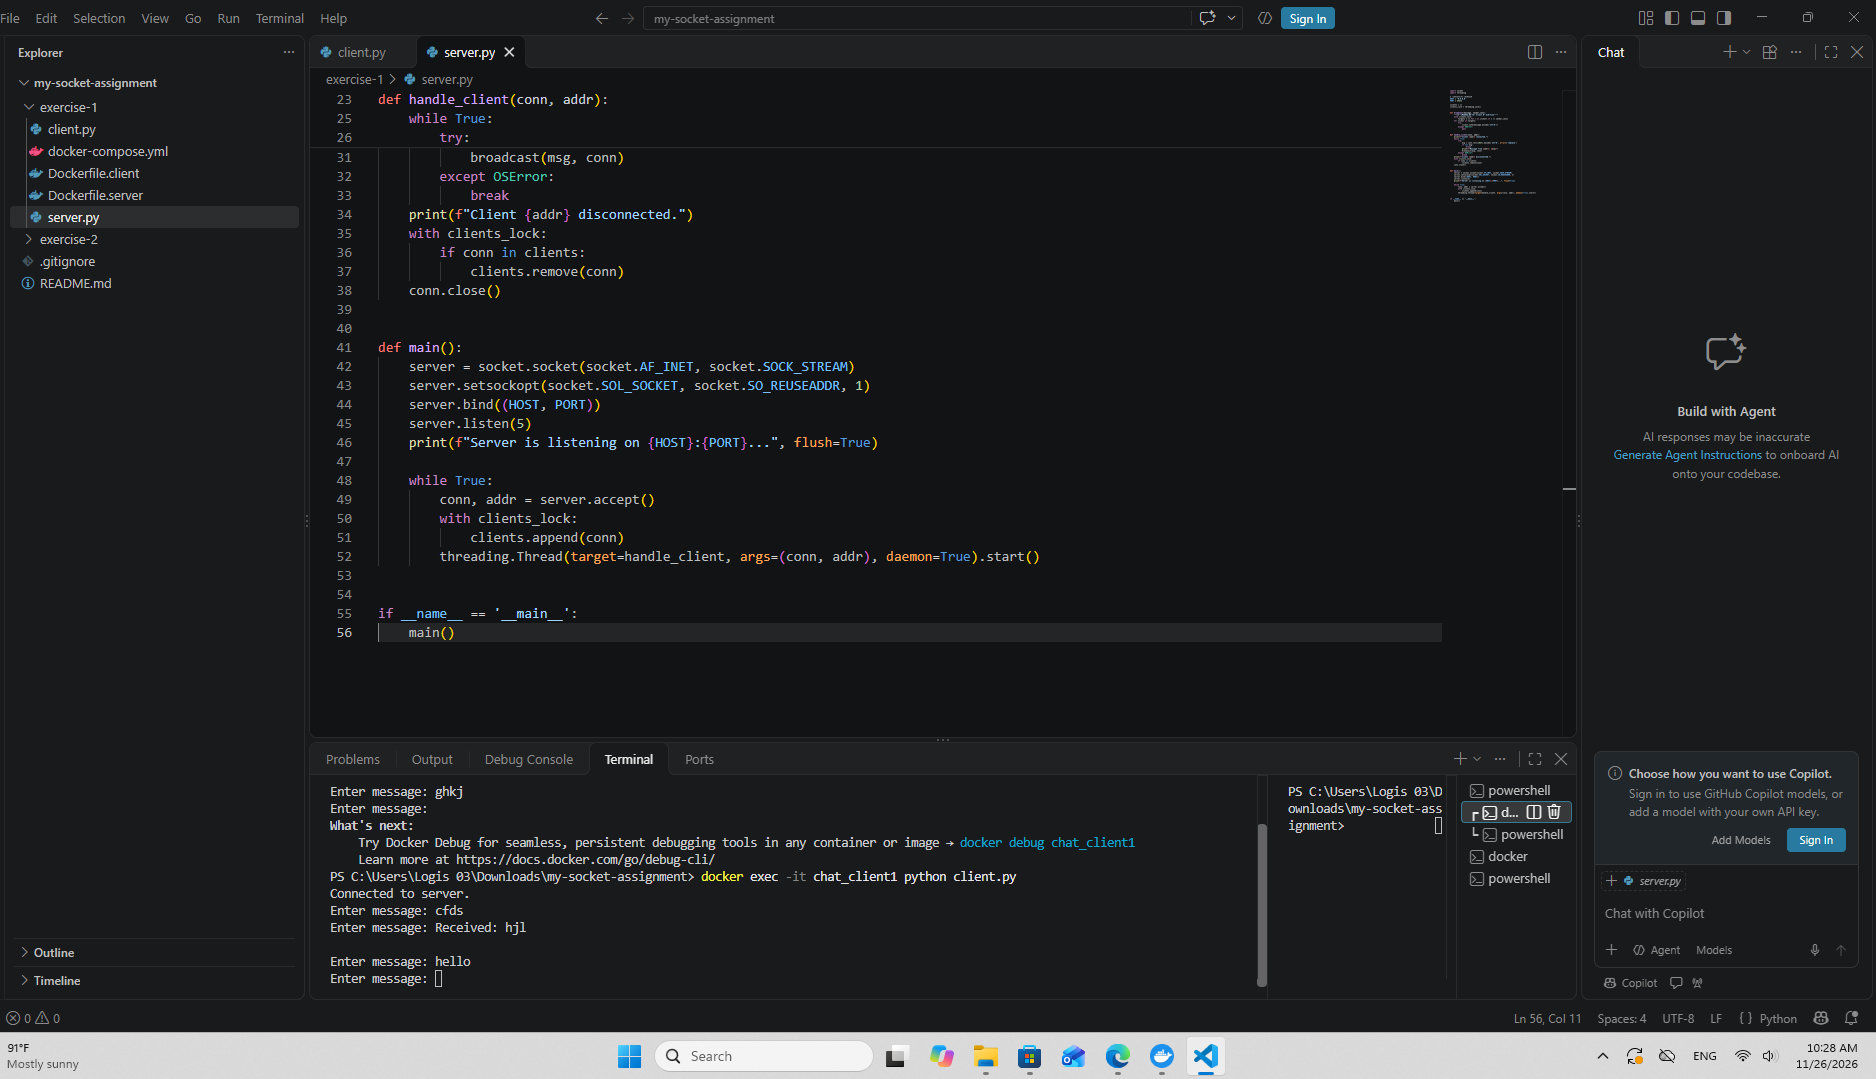 File Edit Selection View Go Run Terminal Help
my-socket-assignment
Sign In
Explorer
my-socket-assignment
exercise-1
client.py
docker-compose.yml
Dockerfile.client
Dockerfile.server
server.py
exercise-2
.gitignore
README.md
Outline
Timeline
client.py
server.py
exercise-1 > server.py
23 def handle_client(conn, addr):
25 while True:
26 try:
31 broadcast(msg, conn)
32 except OSError:
33 break
34 print(f"Client {addr} disconnected.")
35 with clients_lock:
36 if conn in clients:
37 clients.remove(conn)
38 conn.close()
39
40
41 def main():
42 server = socket.socket(socket.AF_INET, socket.SOCK_STREAM)
43 server.setsockopt(socket.SOL_SOCKET, socket.SO_REUSEADDR, 1)
44 server.bind((HOST, PORT))
45 server.listen(5)
46 print(f"Server is listening on {HOST}:{PORT}...", flush=True)
47
48 while True:
49 conn, addr = server.accept()
50 with clients_lock:
51 clients.append(conn)
52 threading.Thread(target=handle_client, args=(conn, addr), daemon=True).start()
53
54
55 if __name__ == '__main__':
56 main()
Problems Output Debug Console Terminal Ports
Enter message: ghkj
Enter message:
What's next:
Try Docker Debug for seamless, persistent debugging tools in any container or image → docker debug chat_client1
Learn more at https://docs.docker.com/go/debug-cli/
PS C:\Users\Logis 03\Downloads\my-socket-assignment> docker exec -it chat_client1 python client.py
Connected to server.
Enter message: cfds
Enter message: Received: hjl
Enter message: hello
Enter message:
PS C:\Users\Logis 03\D
ownloads\my-socket-ass
ignment>
powershell
d...
powershell
docker
powershell
Chat
Build with Agent
AI responses may be inaccurate
Generate Agent Instructions to onboard AI
onto your codebase.
Choose how you want to use Copilot.
Sign in to use GitHub Copilot models, or
add a model with your own API key.
Add Models Sign In
server.py
Chat with Copilot
Agent Models
Copilot
0 0
Ln 56, Col 11 Spaces: 4 UTF-8 LF { } Python
91°F
Mostly sunny
Search
ENG
10:28 AM
11/26/2026